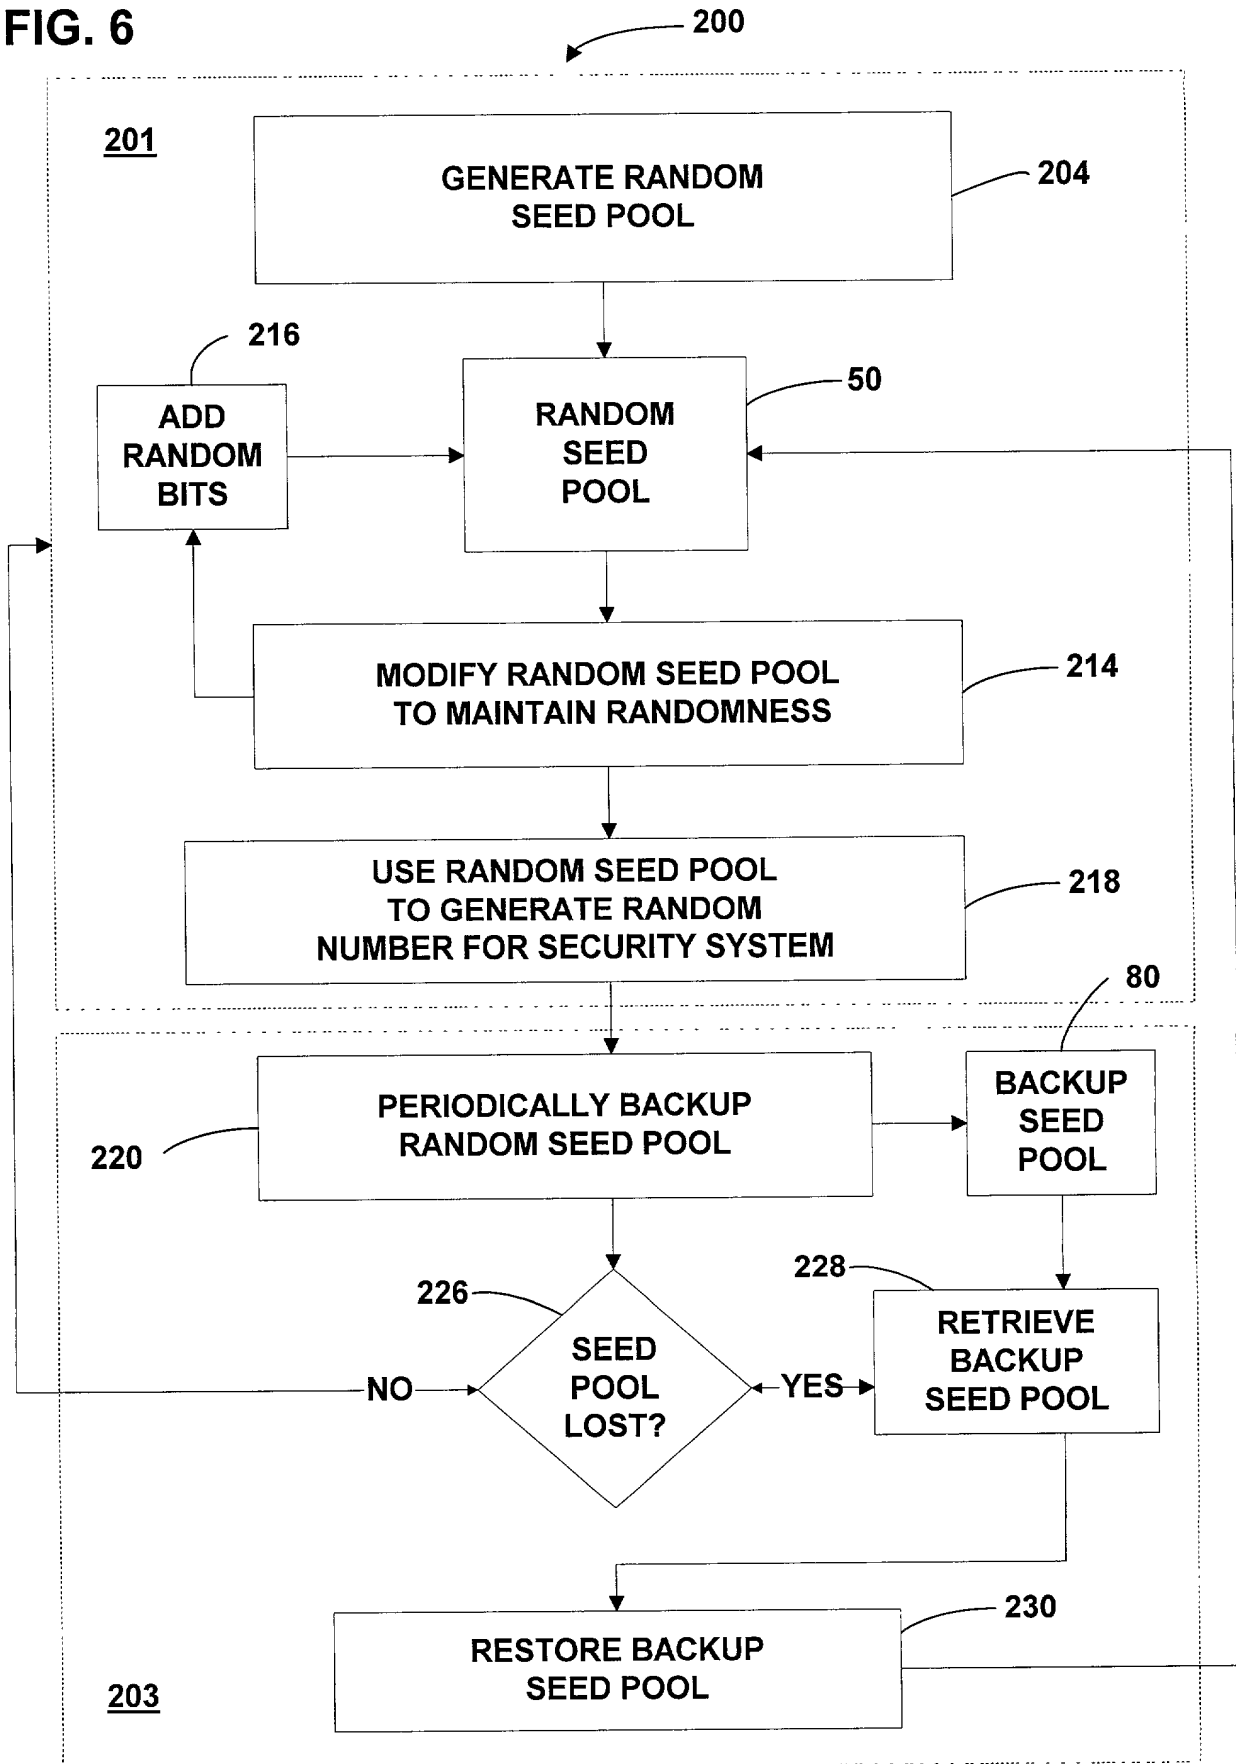 FIG. 6
200
201
GENERATE RANDOM
SEED POOL
204
216
50
ADD
RANDOM
BITS
RANDOM
SEED
POOL
MODIFY RANDOM SEED POOL
TO MAINTAIN RANDOMNESS
214
USE RANDOM SEED POOL
TO GENERATE RANDOM
NUMBER FOR SECURITY SYSTEM
218
80
PERIODICALLY BACKUP
RANDOM SEED POOL
220
BACKUP
SEED
POOL
226
228
SEED
POOL
LOST?
NO
YES
RETRIEVE
BACKUP
SEED POOL
230
RESTORE BACKUP
SEED POOL
203